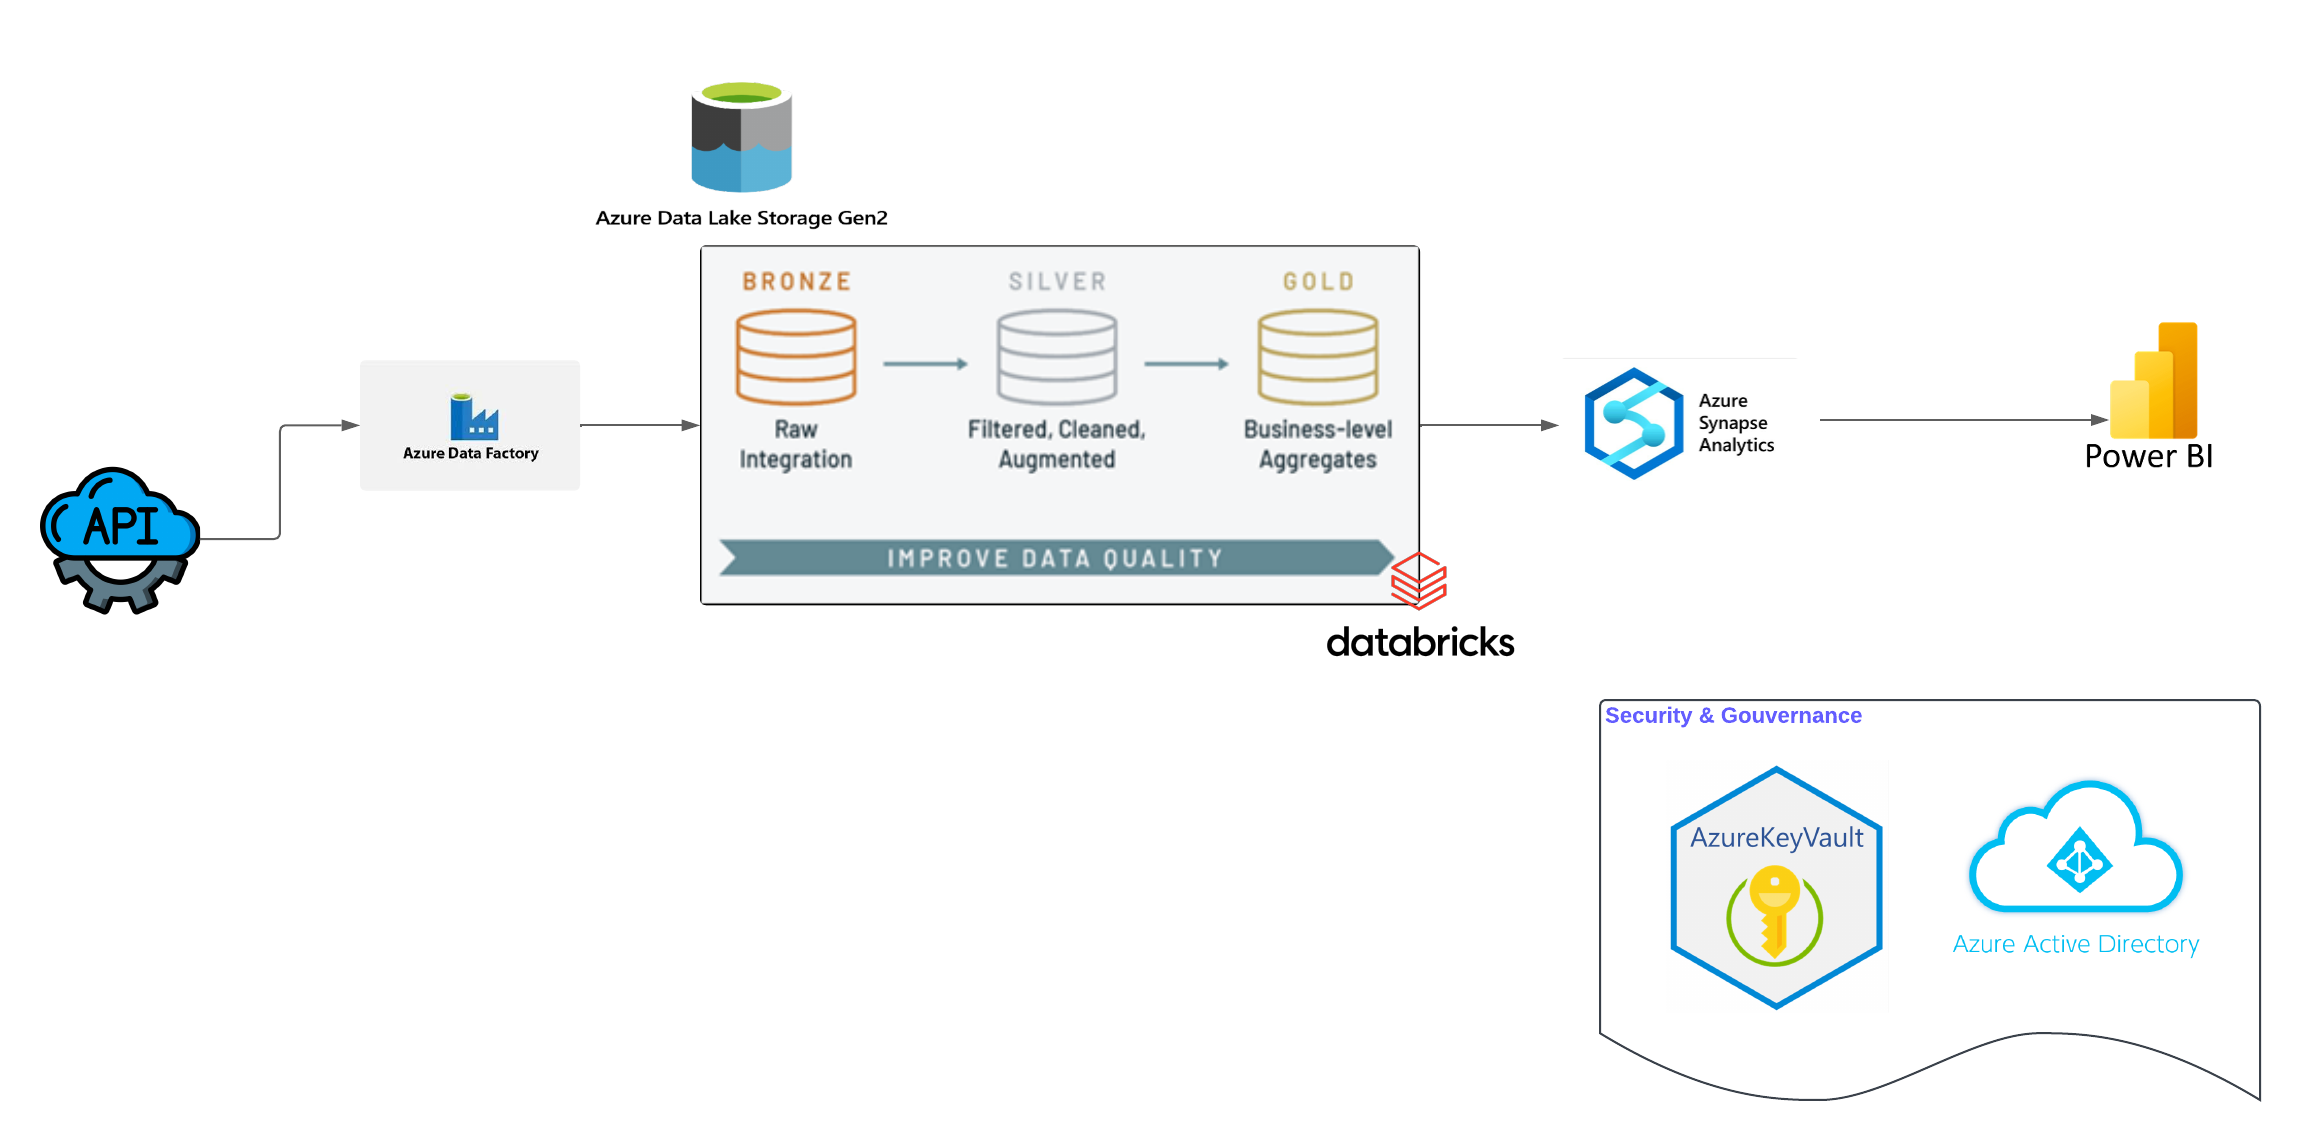 Azure Data Lake Storage Gen2
BRONZE
SILVER
GOLD
Raw
Integration
Filtered, Cleaned,
Augmented
Business-level
Aggregates
IMPROVE DATA QUALITY
databricks
API
Azure Data Factory
Azure
Synapse
Analytics
Power BI
Security & Gouvernance
AzureKeyVault
Azure Active Directory